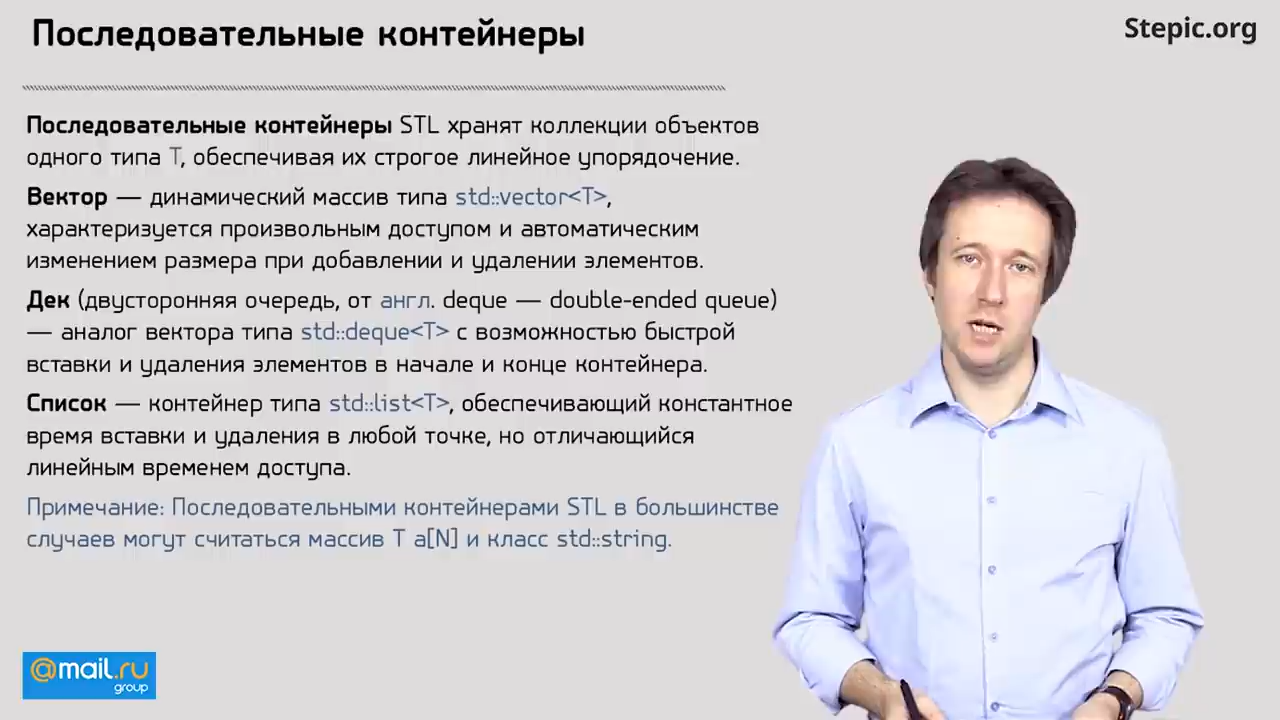 Последовательные контейнеры
Stepic.org
Последовательные контейнеры STL хранят коллекции объектов
одного типа T, обеспечивая их строгое линейное упорядочение.
Вектор — динамический массив типа std::vector<T>,
характеризуется произвольным доступом и автоматическим
изменением размера при добавлении и удалении элементов.
Дек (двусторонняя очередь, от англ. deque — double-ended queue)
— аналог вектора типа std::deque<T> с возможностью быстрой
вставки и удаления элементов в начале и конце контейнера.
Список — контейнер типа std::list<T>, обеспечивающий константное
время вставки и удаления в любой точке, но отличающийся
линейным временем доступа.
Примечание: Последовательными контейнерами STL в большинстве
случаев могут считаться массив T a[N] и класс std::string.
@mail.ru
group